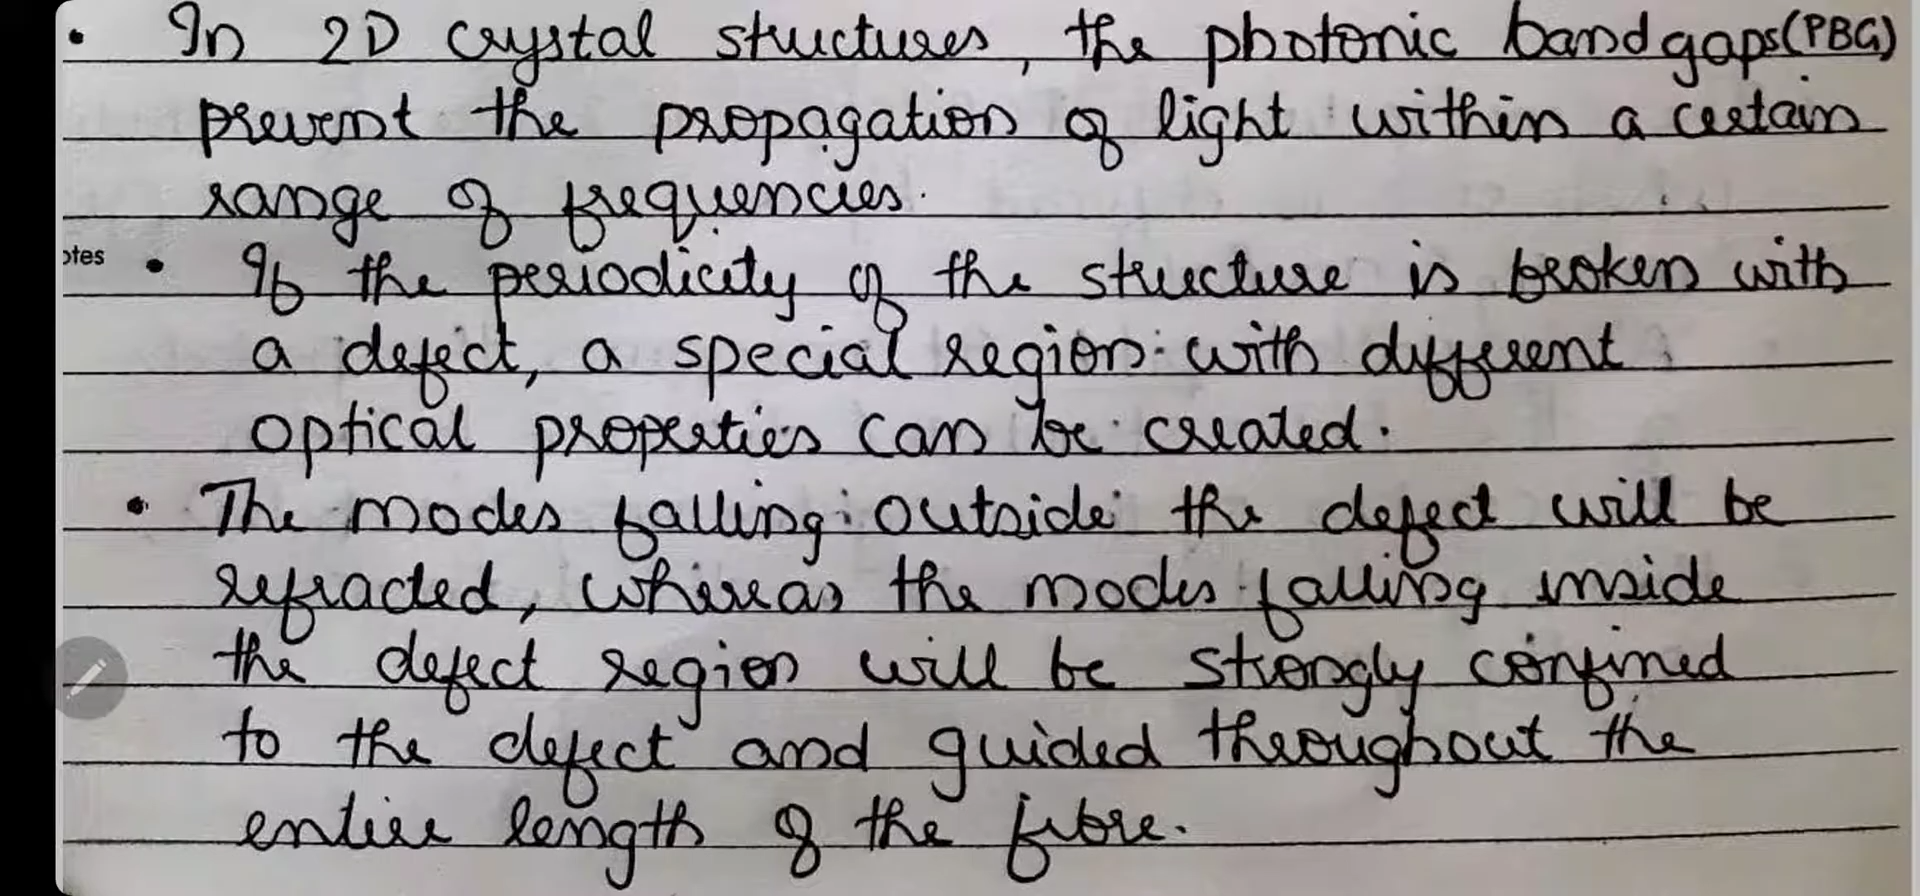 • In 2D crystal structures, the photonic bandgaps(PBG)
prevent the propagation of light within a certain
range of frequencies.
otes • If the periodicity of the structure is broken with
a defect, a special region with different
optical properties can be created.
• The modes falling outside the defect will be
refracted, whereas the modes falling inside
the defect region will be strongly confined
to the defect and guided throughout the
entire length of the fibre.